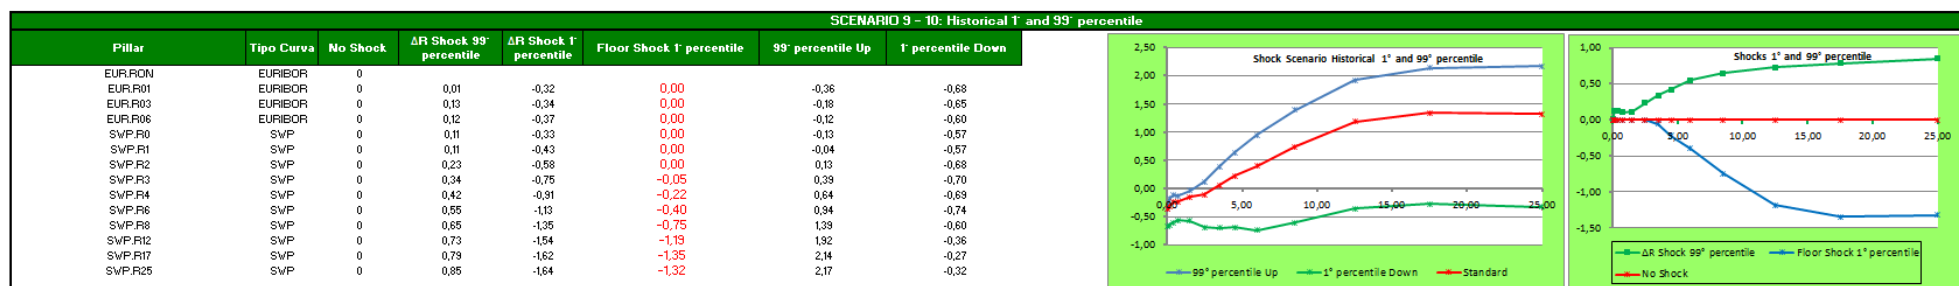 SCENARIO 9 - 10: Historical 1° and 99° percentile
Pillar Tipo Curva No Shock ΔR Shock 99° percentile ΔR Shock 1° percentile Floor Shock 1° percentile 99° percentile Up 1° percentile Down
EUR.RON EURIBOR 0
EUR.R01 EURIBOR 0 0,01 -0,32 0,00 -0,36 -0,68
EUR.R03 EURIBOR 0 0,13 -0,34 0,00 -0,18 -0,65
EUR.R06 EURIBOR 0 0,12 -0,37 0,00 -0,12 -0,60
SWP.R0 SWP 0 0,11 -0,33 0,00 -0,13 -0,57
SWP.R1 SWP 0 0,11 -0,43 0,00 -0,04 -0,57
SWP.R2 SWP 0 0,23 -0,58 0,00 0,13 -0,68
SWP.R3 SWP 0 0,34 -0,75 -0,05 0,39 -0,70
SWP.R4 SWP 0 0,42 -0,91 -0,22 0,64 -0,69
SWP.R6 SWP 0 0,55 -1,13 -0,40 0,94 -0,74
SWP.R8 SWP 0 0,65 -1,35 -0,75 1,39 -0,60
SWP.R12 SWP 0 0,73 -1,54 -1,19 1,92 -0,36
SWP.R17 SWP 0 0,79 -1,62 -1,35 2,14 -0,27
SWP.R25 SWP 0 0,85 -1,64 -1,32 2,17 -0,32
Shock Scenario Historical 1° and 99° percentile
2,50
2,00
1,50
1,00
0,50
0,00
-0,50
-1,00
0,00 5,00 10,00 15,00 20,00 25,00
99° percentile Up 1° percentile Down Standard
Shocks 1° and 99° percentile
1,00
0,50
0,00
-0,50
-1,00
-1,50
0,00 5,00 10,00 15,00 20,00 25,00
ΔR Shock 99° percentile Floor Shock 1° percentile
No Shock